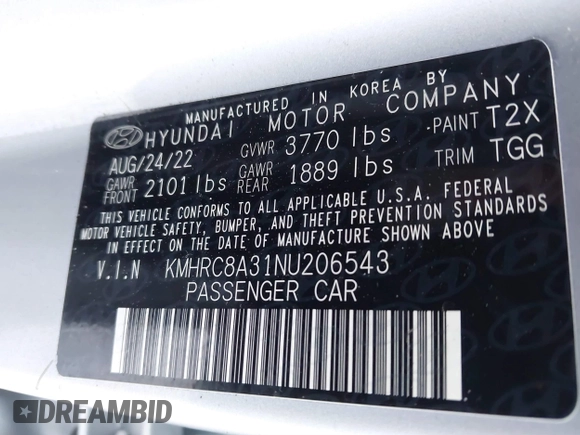 MANUFACTURED IN KOREA BY
HYUNDAI MOTOR COMPANY
AUG/24/22 GVWR 3770 lbs PAINT T2X
GAWR FRONT 2101 lbs GAWR REAR 1889 lbs TRIM TGG
THIS VEHICLE CONFORMS TO ALL APPLICABLE U.S.A. FEDERAL
MOTOR VEHICLE SAFETY, BUMPER, AND THEFT PREVENTION STANDARDS
IN EFFECT ON THE DATE OF MANUFACTURE SHOWN ABOVE.
V.I.N KMHRC8A31NU206543
PASSENGER CAR
DREAMBID